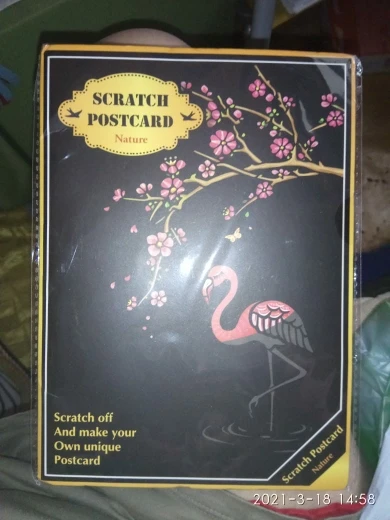 SCRATCH
POSTCARD
Nature
Scratch off
And make your
Own unique
Postcard
Scratch Postcard
Nature
2021-3-18 14:58